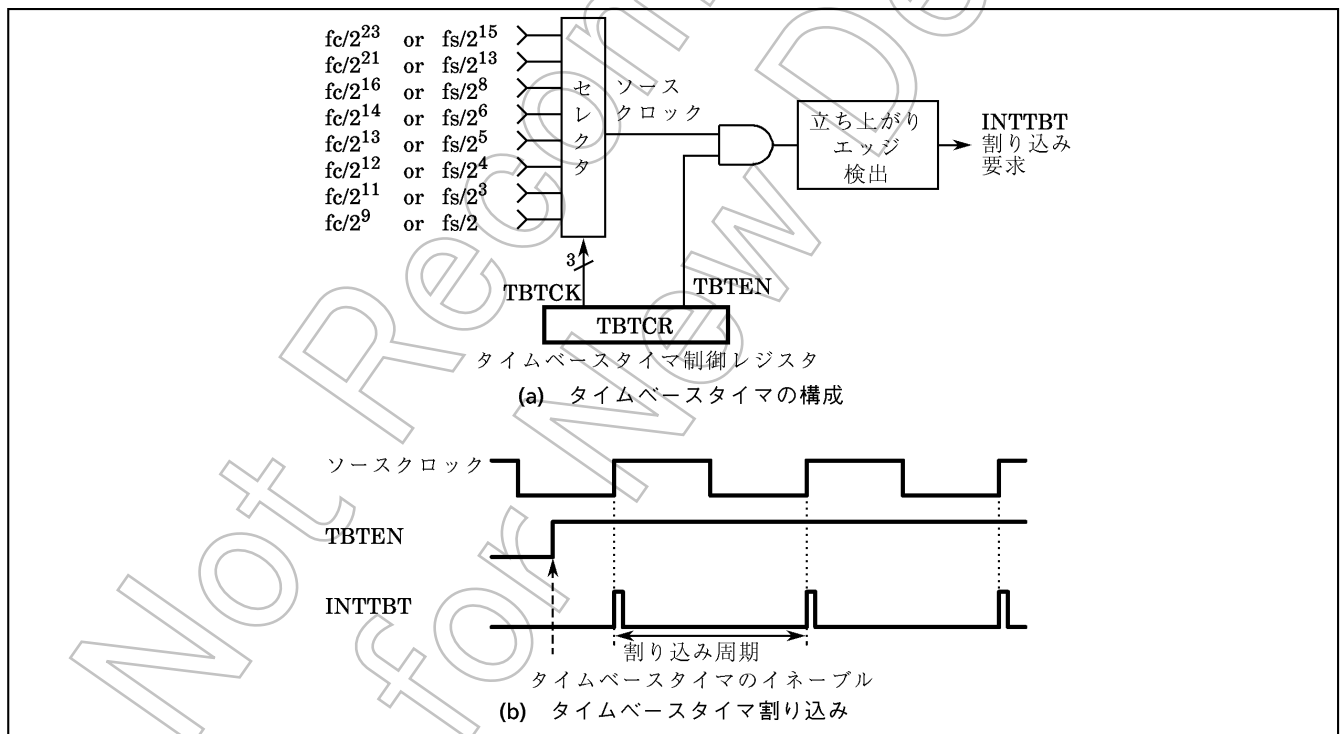 fc/2^23 or fs/2^15
fc/2^21 or fs/2^13
fc/2^16 or fs/2^8
fc/2^14 or fs/2^6
fc/2^13 or fs/2^5
fc/2^12 or fs/2^4
fc/2^11 or fs/2^3
fc/2^9 or fs/2
セレクタ
ソース
クロック
立ち上がり
エッジ
検出
INTTBT
割り込み
要求
3
TBTCK
TBTEN
TBTCR
タイムベースタイマ制御レジスタ
(a) タイムベースタイマの構成
ソースクロック
TBTEN
INTTBT
割り込み周期
タイムベースタイマのイネーブル
(b) タイムベースタイマ割り込み
Not Recom
for New De